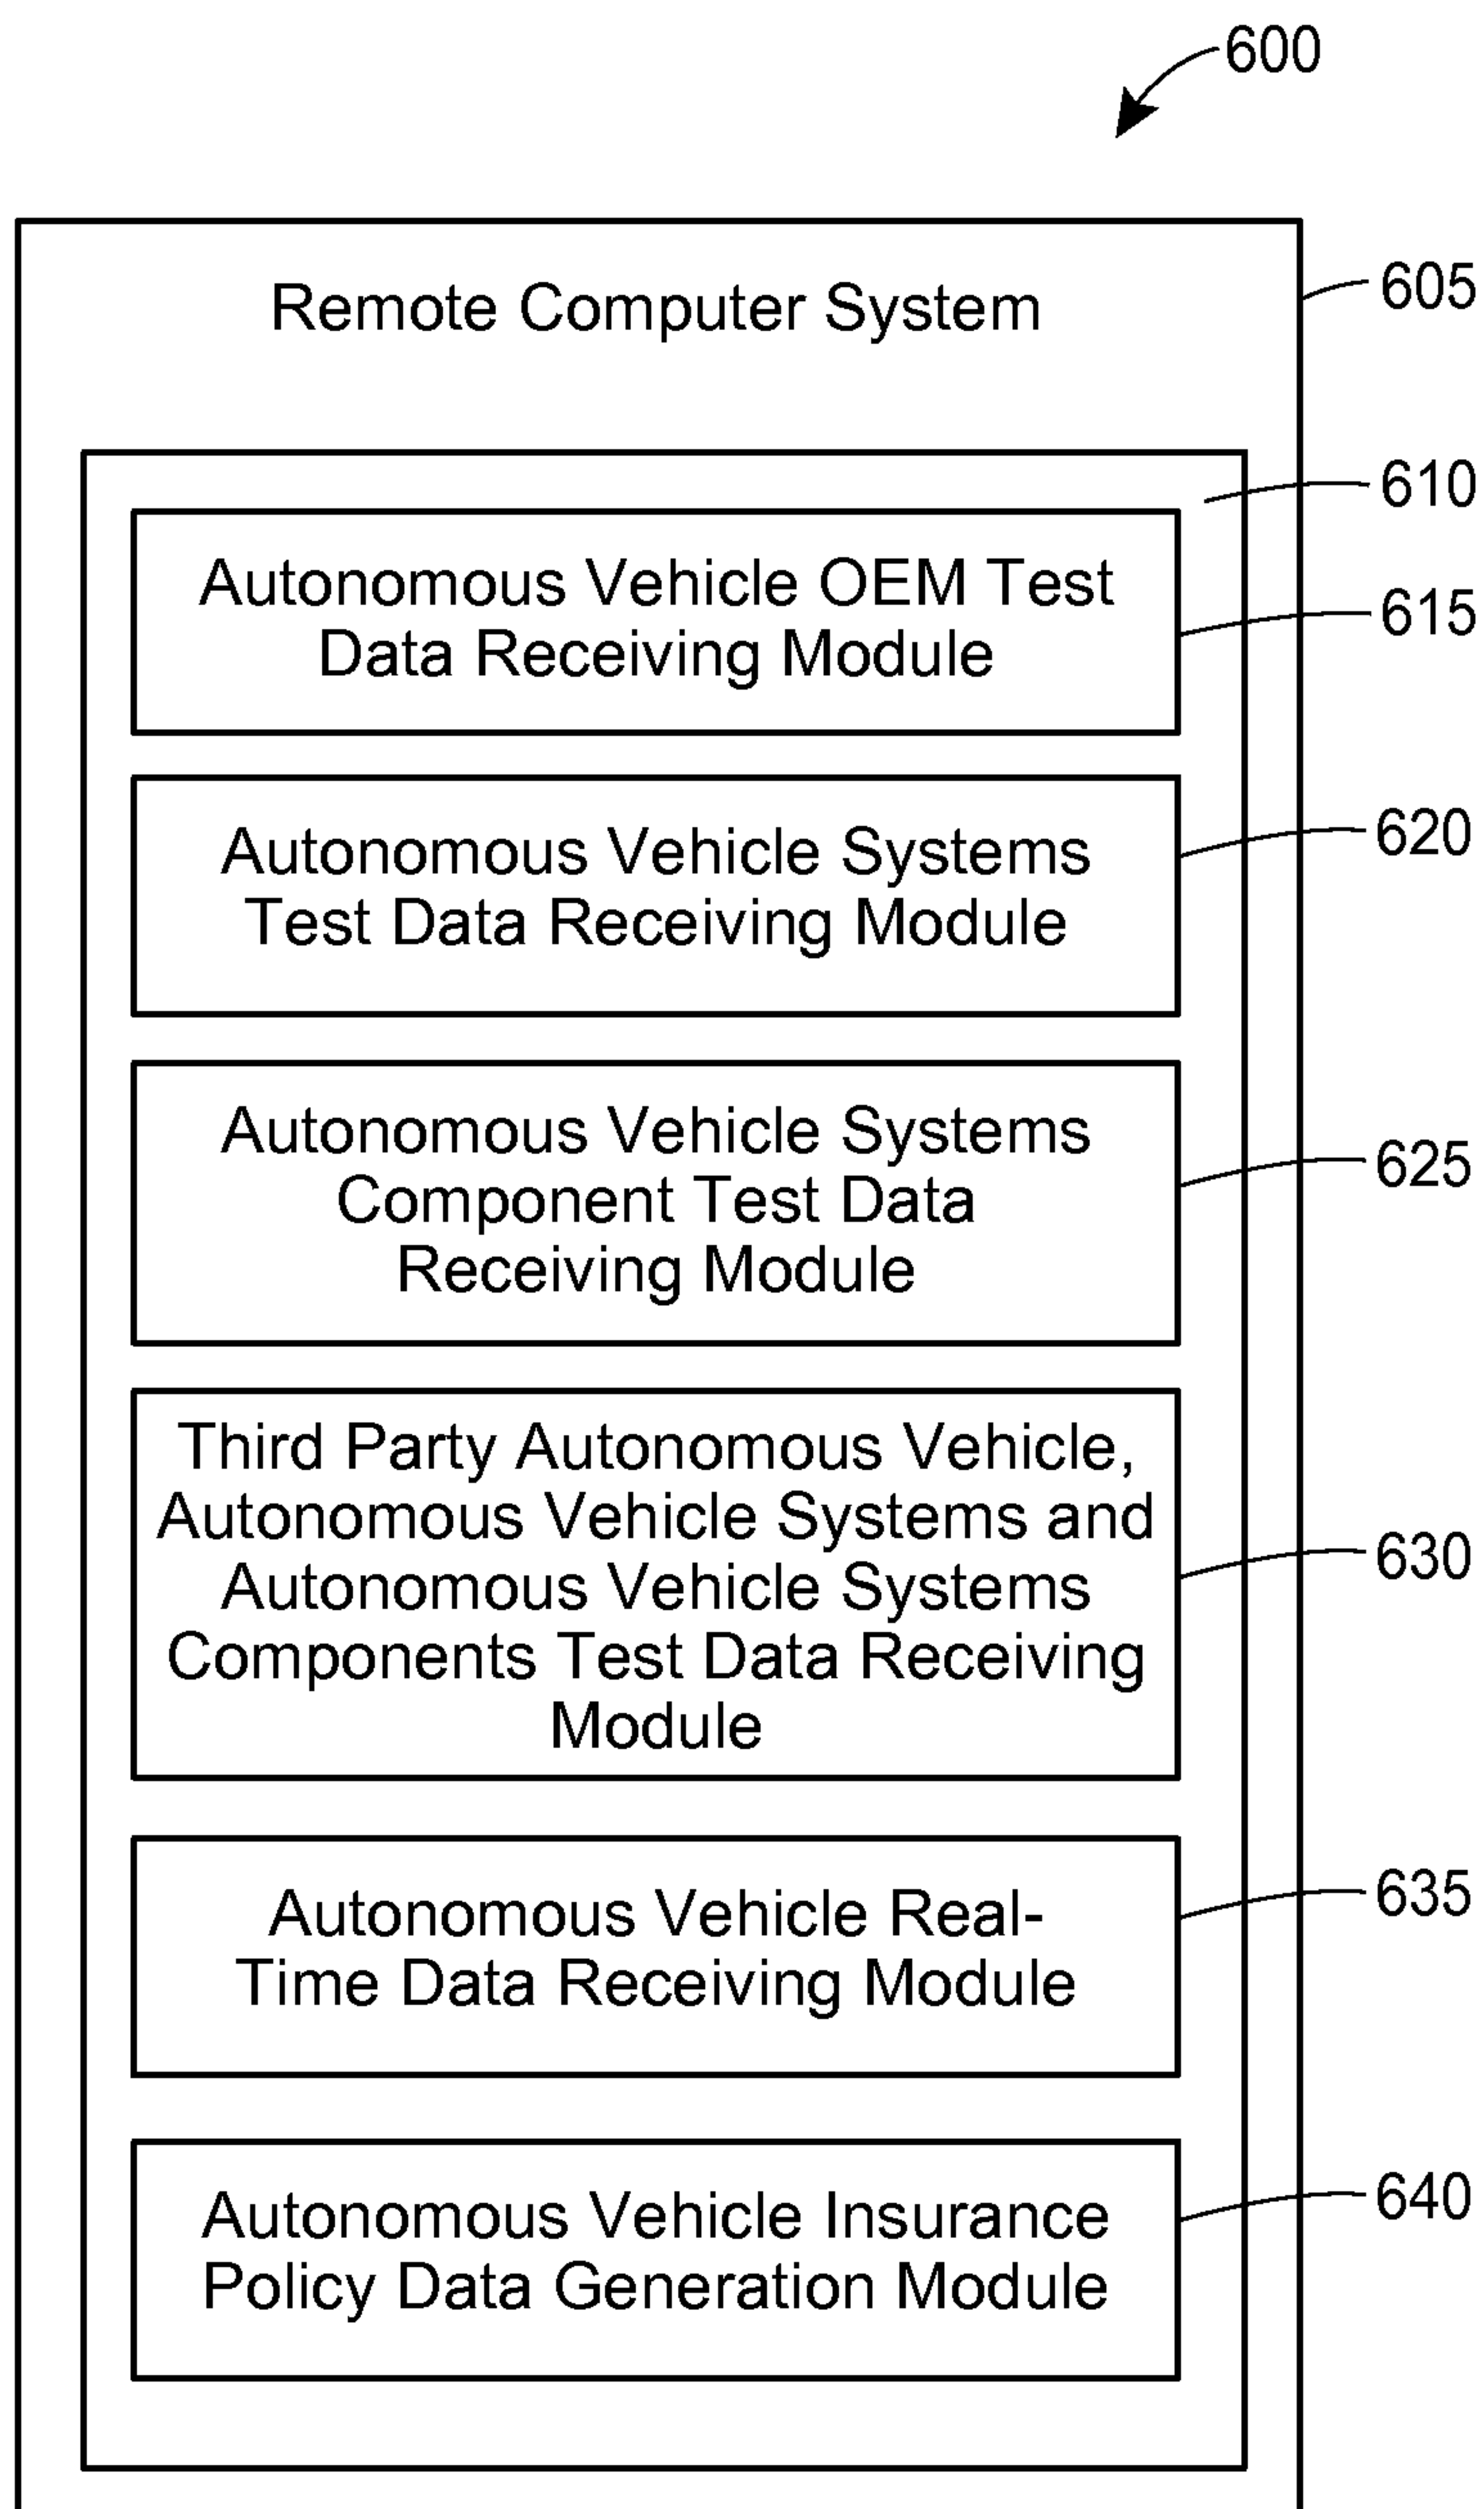 600
Remote Computer System
605
610
Autonomous Vehicle OEM Test
Data Receiving Module
615
Autonomous Vehicle Systems
Test Data Receiving Module
620
Autonomous Vehicle Systems
Component Test Data
Receiving Module
625
Third Party Autonomous Vehicle,
Autonomous Vehicle Systems and
Autonomous Vehicle Systems
Components Test Data Receiving
Module
630
Autonomous Vehicle Real-
Time Data Receiving Module
635
Autonomous Vehicle Insurance
Policy Data Generation Module
640